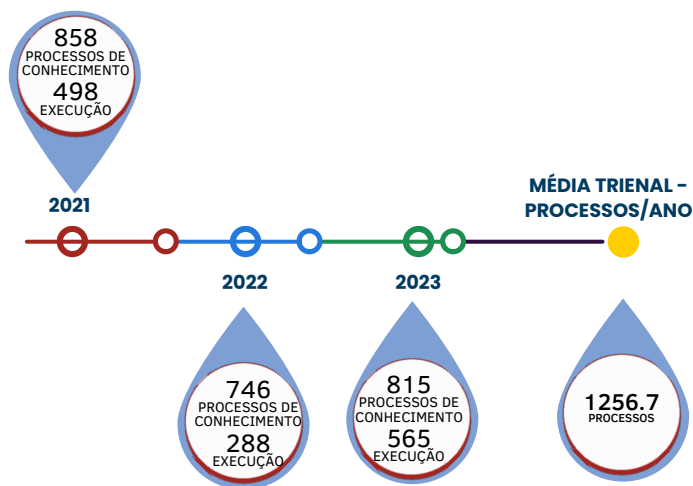 858
PROCESSOS DE
CONHECIMENTO
498
EXECUÇÃO
2021
2022
746
PROCESSOS DE
CONHECIMENTO
288
EXECUÇÃO
2023
815
PROCESSOS DE
CONHECIMENTO
565
EXECUÇÃO
MÉDIA TRIENAL -
PROCESSOS/ANO
1256.7
PROCESSOS